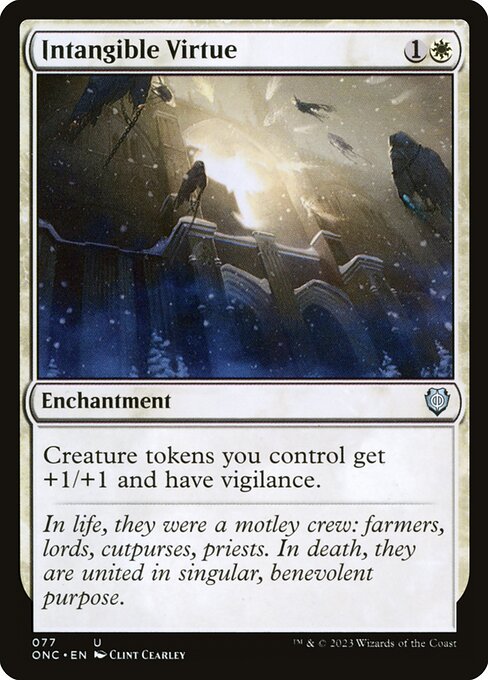 Intangible Virtue 1
Enchantment
Creature tokens you control get
+1/+1 and have vigilance.
In life, they were a motley crew: farmers,
lords, cutpurses, priests. In death, they
are united in singular, benevolent
purpose.
077 U
ONC • EN Clint Cearley
™ & © 2023 Wizards of the Coast